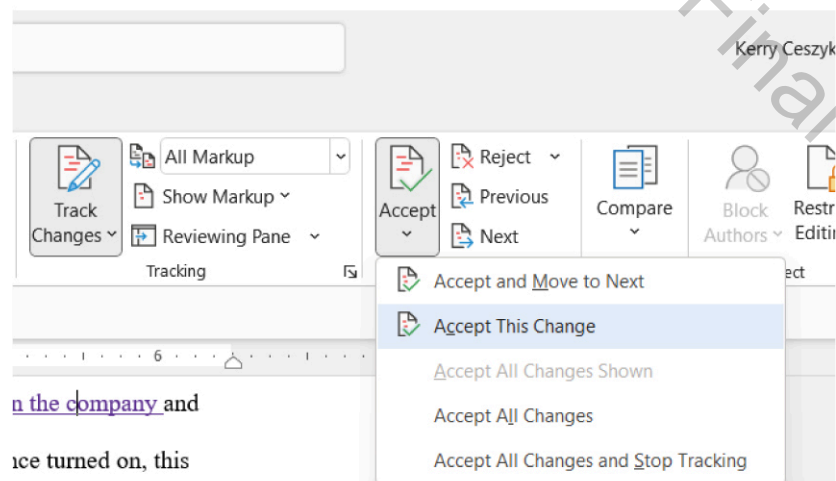 Final
Kerry Ceszyk
All Markup
Reject
Track
Changes
Show Markup
Accept
Previous
Compare
Block
Authors
Restr
Editi
Reviewing Pane
Next
Tracking
ect
Accept and Move to Next
Accept This Change
6
Accept All Changes Shown
n the company and
Accept All Changes
nce turned on, this
Accept All Changes and Stop Tracking